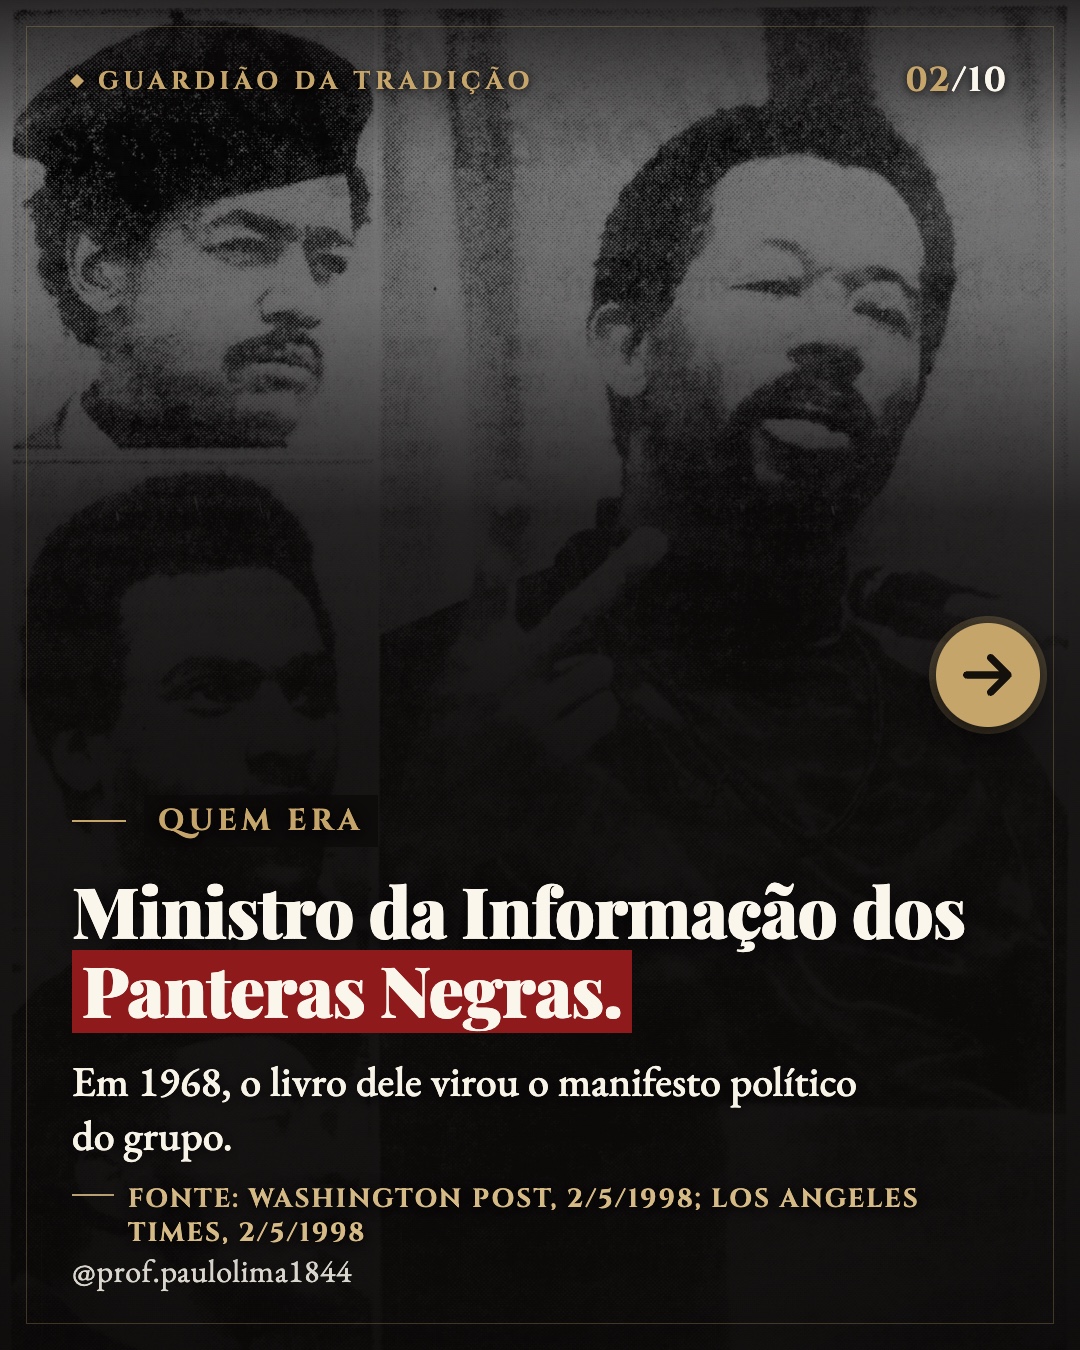 GUARDIÃO DA TRADIÇÃO
02/10
QUEM ERA
Ministro da Informação dos
Panteras Negras.
Em 1968, o livro dele virou o manifesto político
do grupo.
FONTE: WASHINGTON POST, 2/5/1998; LOS ANGELES
TIMES, 2/5/1998
@prof.paulolima1844